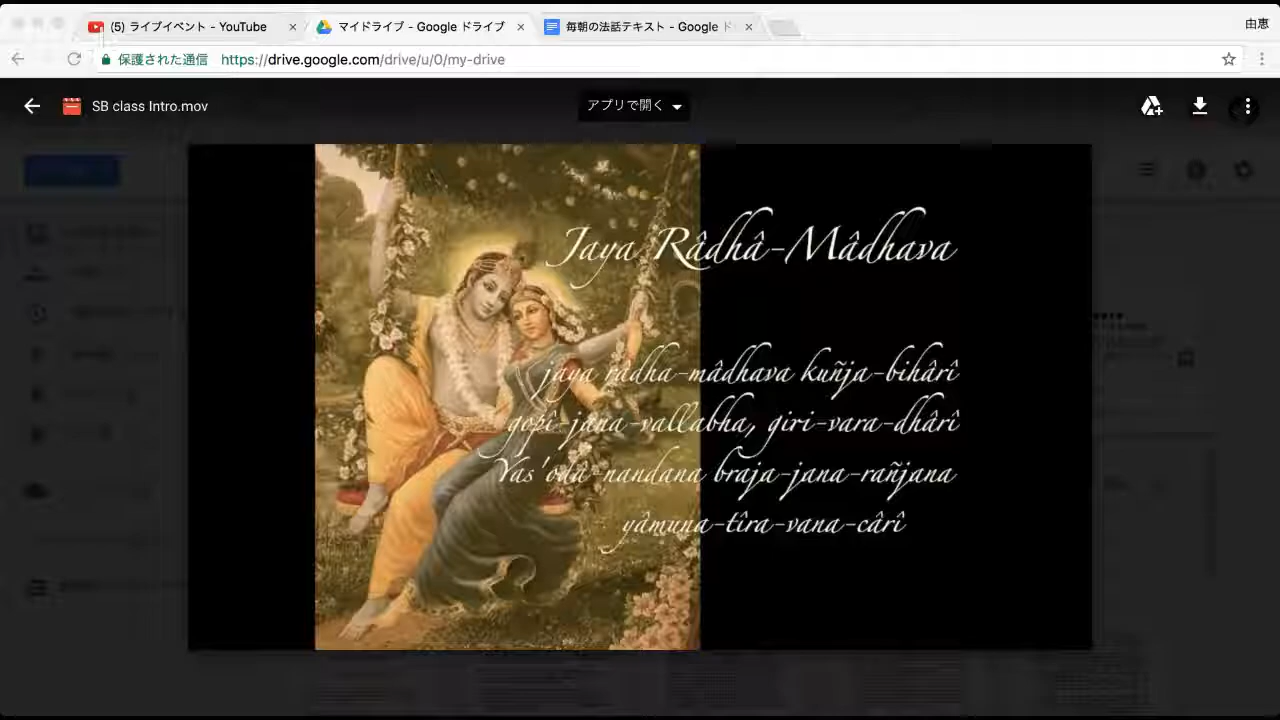 (5) ライブイベント - YouTube
マイドライブ - Google ドライブ
毎朝の法話テキスト - Google ド
由恵
保護された通信 https://drive.google.com/drive/u/0/my-drive
SB class Intro.mov
アプリで開く
Jaya Râdhâ-Mâdhava
jaya râdha-mâdhava kuñja-bihârî
gopî-jana-vallabha, giri-vara-dhârî
Yas'odâ-nandana braja-jana-rañjana
yâmuna-tîra-vana-cârî